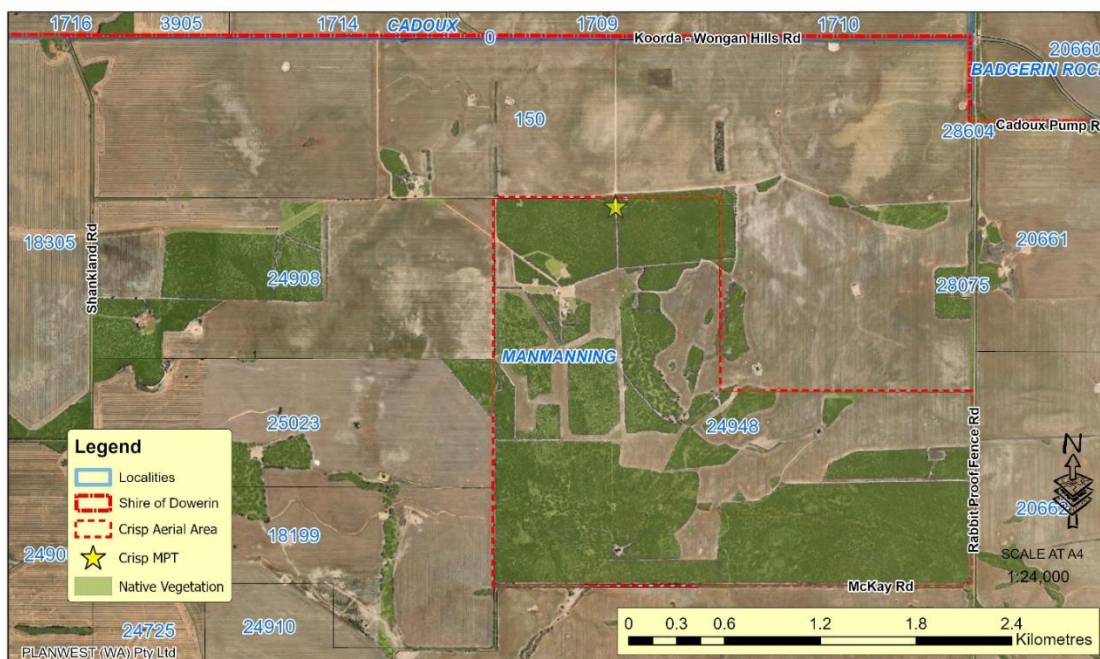 1716
3905
1714
CADOUX
0
1709
1710
Koorda - Wongan Hills Rd
20660
BADGERIN ROC
150
28604
Cadoux Pump R
18305
Shankland Rd
24908
20661
28075
MANMANNING
24948
25023
Rabbit Proof Fence Rd
N
Legend
Localities
Shire of Dowerin
Crisp Aerial Area
Crisp MPT
Native Vegetation
18199
2490
20662
SCALE AT A4
1:24,000
McKay Rd
0 0.3 0.6 1.2 1.8 2.4
Kilometres
24725
24910
PLANWEST (WA) Pty Ltd